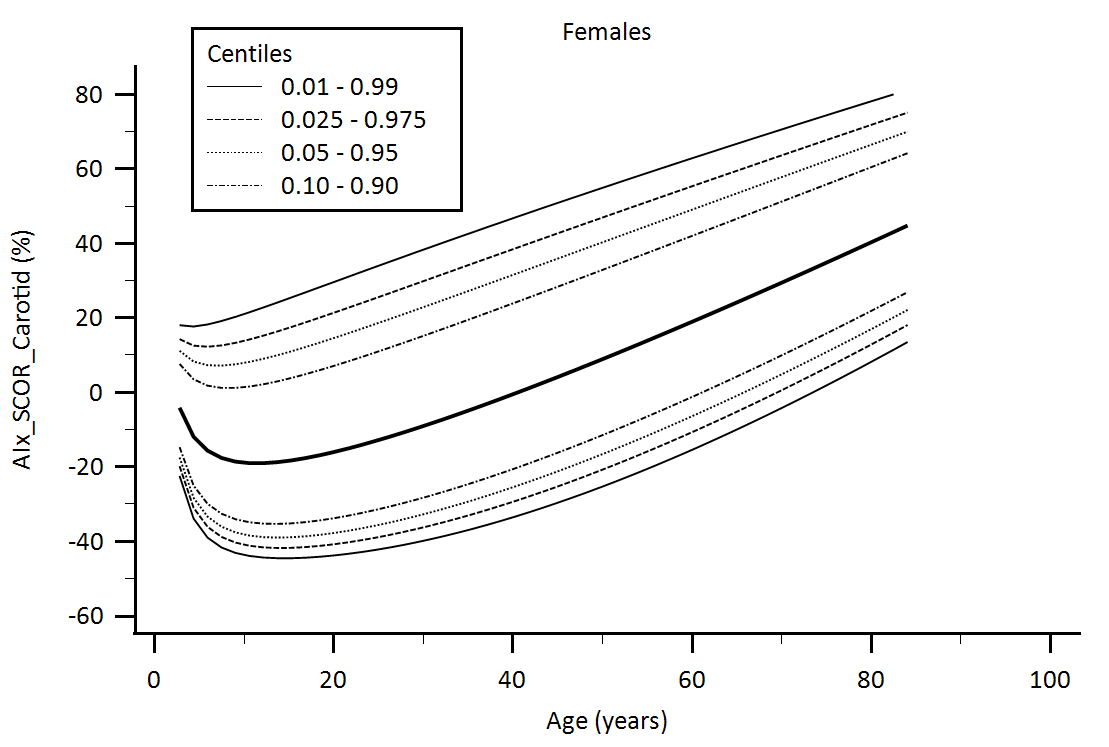 Females
Centiles
0.01 - 0.99
0.025 - 0.975
0.05 - 0.95
0.10 - 0.90
AIx_SCOR_Carotid (%)
80
60
40
20
0
-20
-40
-60
0 20 40 60 80 100
Age (years)